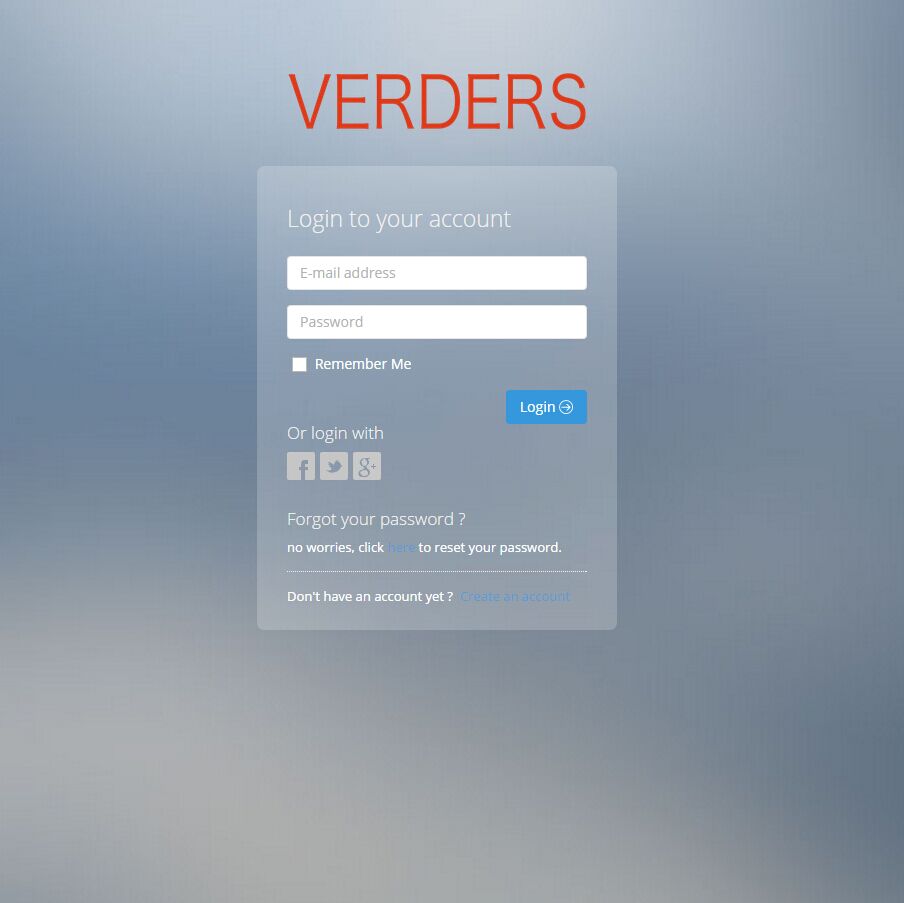 VERDERS
Login to your account
E-mail address
Password
Remember Me
Login
Or login with
Forgot your password ?
no worries, click here to reset your password.
Don't have an account yet ? Create an account